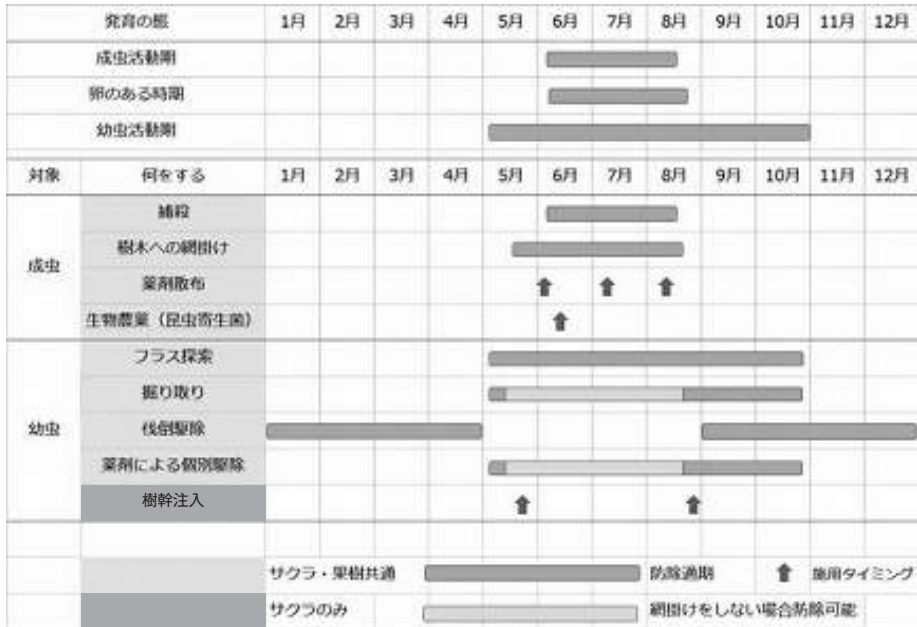 発育の態 1月 2月 3月 4月 5月 6月 7月 8月 9月 10月 11月 12月
成虫活動期
卵のある時期
幼虫活動期
対象 何をする 1月 2月 3月 4月 5月 6月 7月 8月 9月 10月 11月 12月
捕殺
樹木への網掛け
成虫
薬剤散布
生物農薬（昆虫寄生菌）
フラス探索
掘り取り
幼虫 伐倒駆除
薬剤による個別駆除
樹幹注入
サクラ・果樹共通 防除適期 施用タイミング
サクラのみ 網掛けをしない場合防除可能